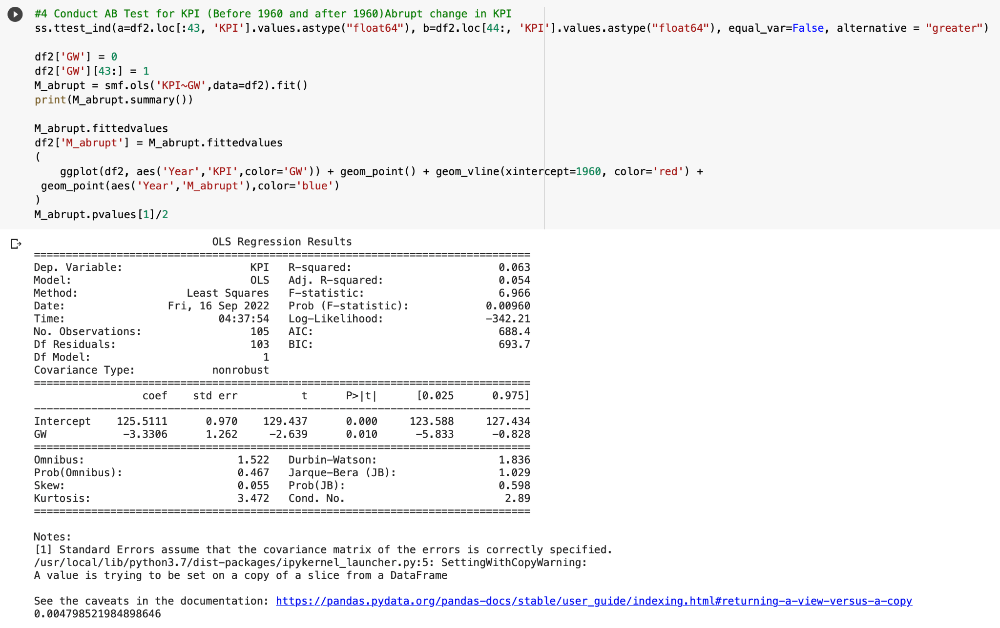 #4 Conduct AB Test for KPI (Before 1960 and after 1960)Abrupt change in KPI
ss.ttest_ind(a=df2.loc[:43, 'KPI'].values.astype("float64"), b=df2.loc[44:, 'KPI'].values.astype("float64"), equal_var=False, alternative = "greater")
df2['GW'] = 0
df2['GW'][43:] = 1
M_abrupt = smf.ols('KPI~GW',data=df2).fit()
print(M_abrupt.summary())
M_abrupt.fittedvalues
df2['M_abrupt'] = M_abrupt.fittedvalues
(
    ggplot(df2, aes('Year','KPI',color='GW')) + geom_point() + geom_vline(xintercept=1960, color='red') +
 geom_point(aes('Year','M_abrupt'),color='blue')
)
M_abrupt.pvalues[1]/2
OLS Regression Results
==============================================================================
Dep. Variable: KPI R-squared: 0.063
Model: OLS Adj. R-squared: 0.054
Method: Least Squares F-statistic: 6.966
Date: Fri, 16 Sep 2022 Prob (F-statistic): 0.00960
Time: 04:37:54 Log-Likelihood: -342.21
No. Observations: 105 AIC: 688.4
Df Residuals: 103 BIC: 693.7
Df Model: 1
Covariance Type: nonrobust
==============================================================================
coef std err t P>|t| [0.025 0.975]
------------------------------------------------------------------------------
Intercept 125.5111 0.970 129.437 0.000 123.588 127.434
GW -3.3306 1.262 -2.639 0.010 -5.833 -0.828
==============================================================================
Omnibus: 1.522 Durbin-Watson: 1.836
Prob(Omnibus): 0.467 Jarque-Bera (JB): 1.029
Skew: 0.055 Prob(JB): 0.598
Kurtosis: 3.472 Cond. No. 2.89
==============================================================================
Notes:
[1] Standard Errors assume that the covariance matrix of the errors is correctly specified.
/usr/local/lib/python3.7/dist-packages/ipykernel_launcher.py:5: SettingWithCopyWarning:
A value is trying to be set on a copy of a slice from a DataFrame
See the caveats in the documentation: https://pandas.pydata.org/pandas-docs/stable/user_guide/indexing.html#returning-a-view-versus-a-copy
0.004798521984898646